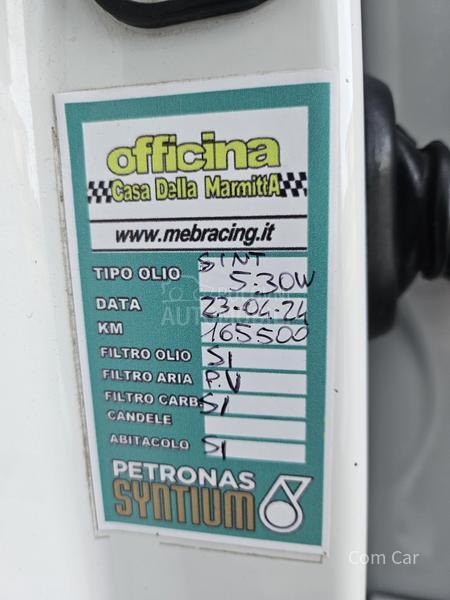 officina
Casa Della MarmittA
www.mebracing.it
TIPO OLIO SINT 5.30W
DATA 23-04-24
KM 165500
FILTRO OLIO SI
FILTRO ARIA P.V
FILTRO CARB. SI
CANDELE
ABITACOLO SI
PETRONAS
SYNTIUM
Com Car